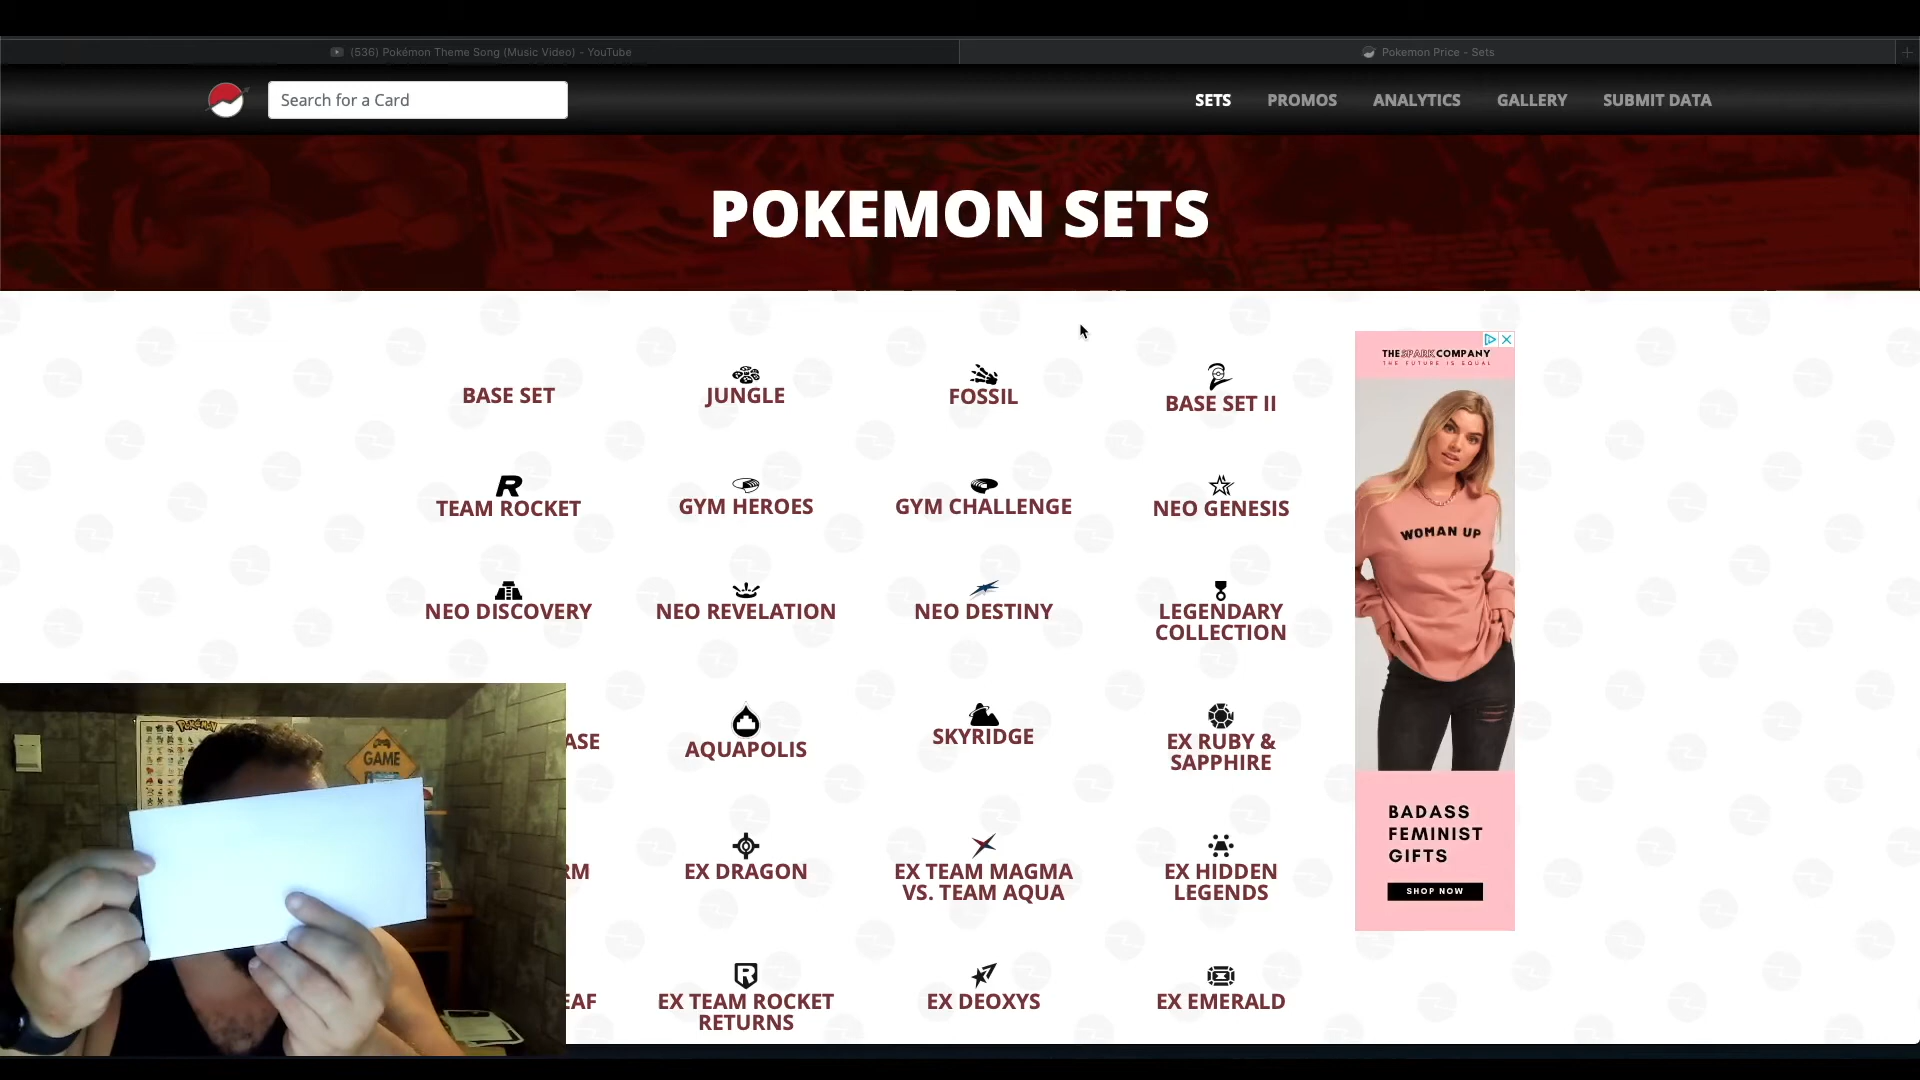 (536) Pokémon Theme Song (Music Video) - YouTube
Pokemon Price - Sets
Search for a Card
SETS
PROMOS
ANALYTICS
GALLERY
SUBMIT DATA
POKEMON SETS
BASE SET
JUNGLE
FOSSIL
BASE SET II
R
TEAM ROCKET
GYM HEROES
GYM CHALLENGE
NEO GENESIS
NEO DISCOVERY
NEO REVELATION
NEO DESTINY
LEGENDARY
COLLECTION
ASE
AQUAPOLIS
SKYRIDGE
EX RUBY &
SAPPHIRE
RM
EX DRAGON
EX TEAM MAGMA
VS. TEAM AQUA
EX HIDDEN
LEGENDS
EAF
R
EX TEAM ROCKET
RETURNS
EX DEOXYS
EX EMERALD
THE SPARK COMPANY
THE FUTURE IS EQUAL
WOMAN UP
BADASS
FEMINIST
GIFTS
SHOP NOW
POKéMON
GAME